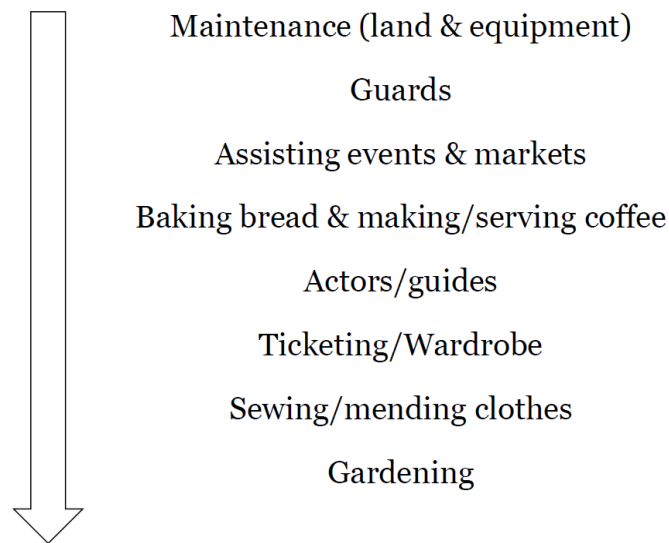 Maintenance (land & equipment)
Guards
Assisting events & markets
Baking bread & making/serving coffee
Actors/guides
Ticketing/Wardrobe
Sewing/mending clothes
Gardening